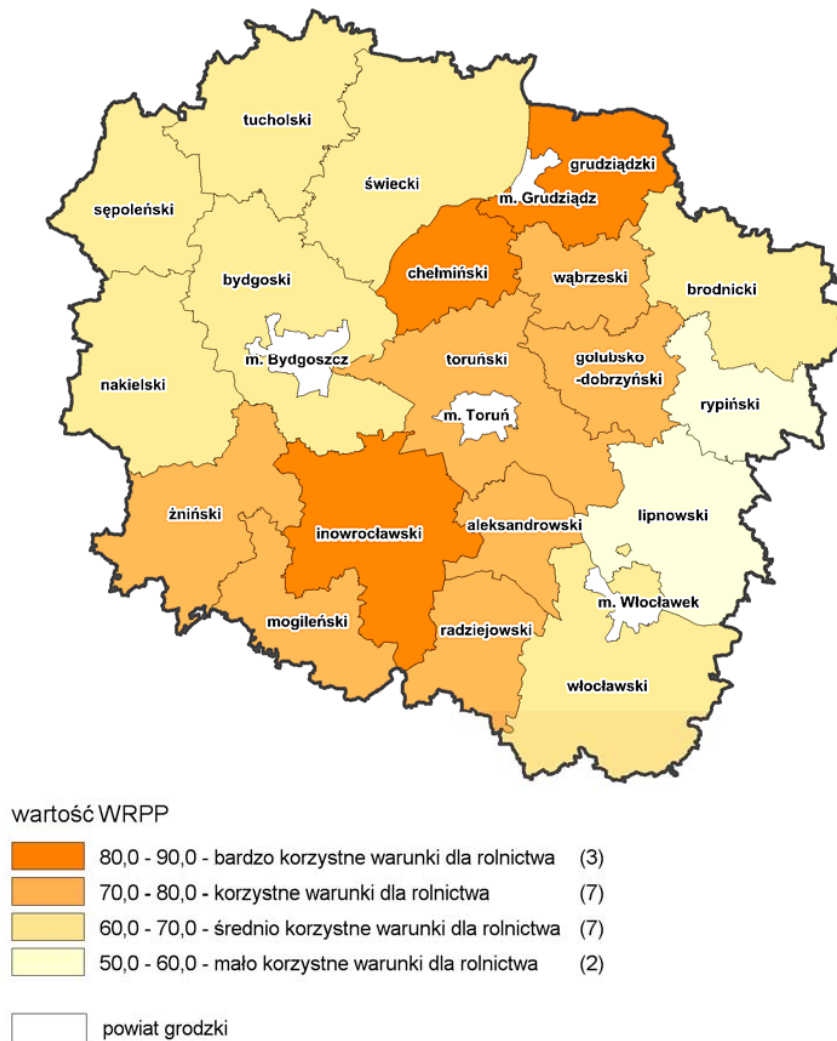 tucholski
grudziądzki
świecki
m. Grudziądz
sępoleński
chełmiński
wąbrzeski
bydgoski
brodnicki
m. Bydgoszcz
toruński
golubsko
-dobrzyński
nakielski
rypiński
m. Toruń
żniński
lipnowski
inowrocławski
aleksandrowski
m. Włocławek
mogileński
radziejowski
włocławski
wartość WRPP
80,0 - 90,0 - bardzo korzystne warunki dla rolnictwa (3)
70,0 - 80,0 - korzystne warunki dla rolnictwa (7)
60,0 - 70,0 - średnio korzystne warunki dla rolnictwa (7)
50,0 - 60,0 - mało korzystne warunki dla rolnictwa (2)
powiat grodzki